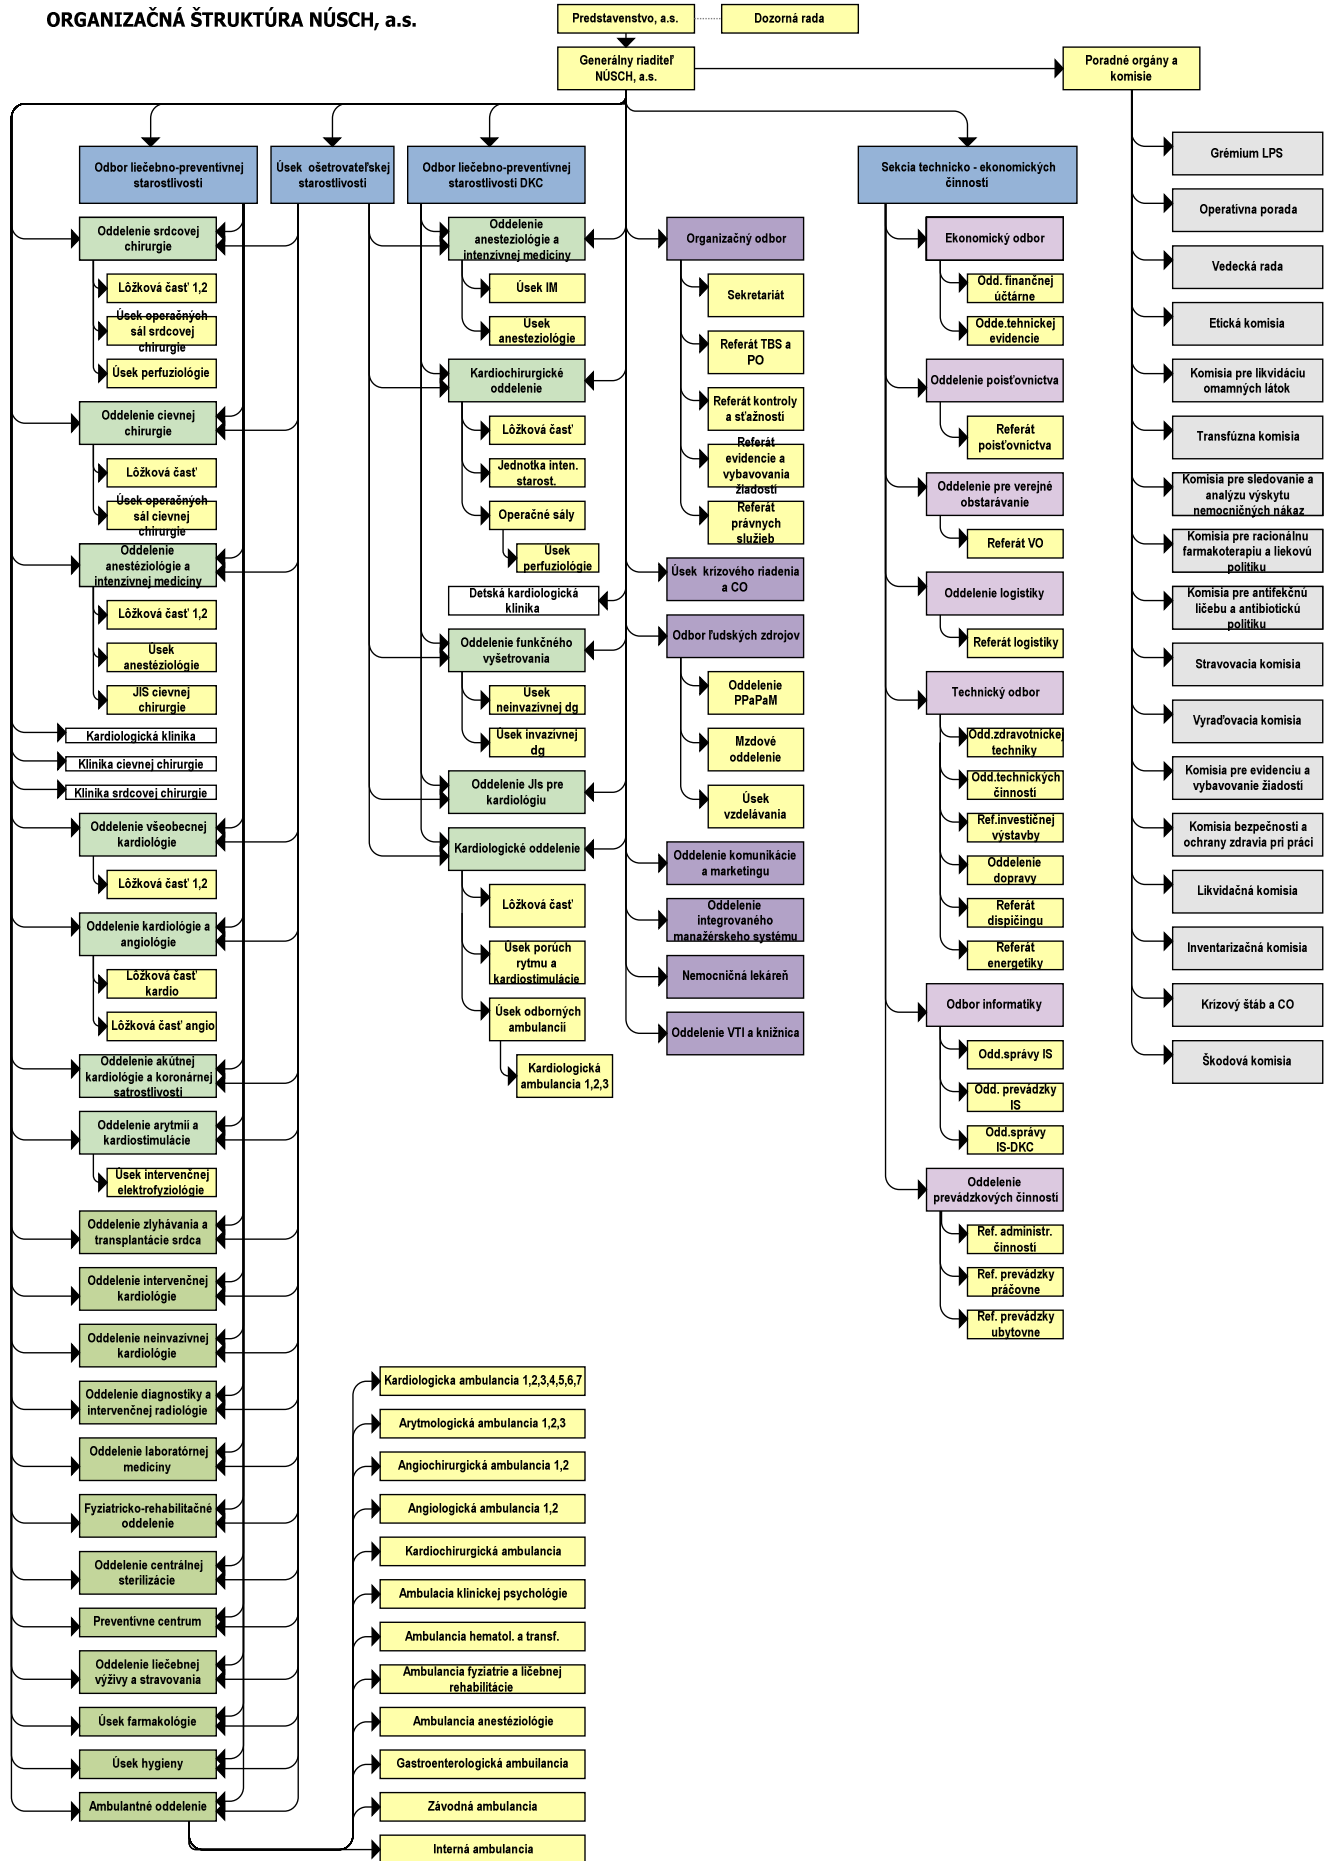 ORGANIZAČNÁ ŠTRUKTÚRA NÚSCH, a.s.
Predstavenstvo, a.s.
Dozorná rada
Generálny riaditeľ
NÚSCH, a.s.
Poradné orgány a
komisie
Odbor liečebno-preventívnej
starostlivosti
Úsek ošetrovateľskej
starostlivosti
Odbor liečebno-preventívnej
starostlivosti DKC
Sekcia technicko - ekonomických
činností
Oddelenie srdcovej
chirurgie
Lôžková časť 1,2
Úsek operačných
sál srdcovej
chirurgie
Úsek perfuziológie
Oddelenie cievnej
chirurgie
Lôžková časť
Úsek operačných
sál cievnej
chirurgie
Oddelenie
anestéziológie a
intenzívnej medicíny
Lôžková časť 1,2
Úsek
anestéziológie
JIS cievnej
chirurgie
Kardiologická klinika
Klinika cievnej chirurgie
Klinika srdcovej chirurgie
Oddelenie všeobecnej
kardiológie
Lôžková časť 1,2
Oddelenie kardiológie a
angiológie
Lôžková časť
kardio
Lôžková časť angio
Oddelenie akútnej
kardiológie a koronárnej
satrostlivosti
Oddelenie arytmií a
kardiostimulácie
Úsek intervenčnej
elektrofyziológie
Oddelenie zlyhávania a
transplantácie srdca
Oddelenie intervenčnej
kardiológie
Oddelenie neinvazívnej
kardiológie
Oddelenie diagnostiky a
intervenčnej radiológie
Oddelenie laboratórnej
medicíny
Fyziatricko-rehabilitačné
oddelenie
Oddelenie centrálnej
sterilizácie
Preventívne centrum
Oddelenie liečebnej
výživy a stravovania
Úsek farmakológie
Úsek hygieny
Ambulantné oddelenie
Oddelenie
anesteziológie a
intenzívnej medicíny
Úsek IM
Úsek
anesteziológie
Kardiochirurgické
oddelenie
Lôžková časť
Jednotka inten.
starost.
Operačné sály
Úsek
perfuziológie
Detská kardiologická
klinika
Oddelenie funkčného
vyšetrovania
Úsek
neinvazívnej dg
Úsek invazívnej
dg
Oddelenie JIs pre
kardiológiu
Kardiologické oddelenie
Lôžková časť
Úsek porúch
rytmu a
kardiostimulácie
Úsek odborných
ambulancií
Kardiologická
ambulancia 1,2,3
Kardiologicka ambulancia 1,2,3,4,5,6,7
Arytmologická ambulancia 1,2,3
Angiochirurgická ambulancia 1,2
Angiologická ambulancia 1,2
Kardiochirurgická ambulancia
Ambulacia klinickej psychológie
Ambulancia hematol. a transf.
Ambulancia fyziatrie a líčebnej
rehabilitácie
Ambulancia anestéziológie
Gastroenterologická ambuilancia
Závodná ambulancia
Interná ambulancia
Organizačný odbor
Sekretariát
Referát TBS a
PO
Referát kontroly
a sťažností
Referát
evidencie a
vybavovania
žiadostí
Referát
právnych
služieb
Úsek krízového riadenia
a CO
Odbor ľudských zdrojov
Oddelenie
PPaPaM
Mzdové
oddelenie
Úsek
vzdelávania
Oddelenie komunikácie
a marketingu
Oddelenie
integrovaného
manažérskeho systému
Nemocničná lekáreň
Oddelenie VTI a knižnica
Ekonomický odbor
Odd. finančnej
účtárne
Odde.tehnickej
evidencie
Oddelenie poisťovníctva
Referát
poisťovníctva
Oddelenie pre verejné
obstarávanie
Referát VO
Oddelenie logistiky
Referát logistiky
Technický odbor
Odd.zdravotníckej
techniky
Odd.technických
činností
Ref.investičnej
výstavby
Oddelenie
dopravy
Referát
dispičingu
Referát
energetiky
Odbor informatiky
Odd.správy IS
Odd. prevádzky
IS
Odd.správy
IS-DKC
Oddelenie
prevádzkových činností
Ref. administr.
činností
Ref. prevádzky
práčovne
Ref. prevádzky
ubytovne
Grémium LPS
Operatívna porada
Vedecká rada
Etická komisia
Komisia pre likvidáciu
omamných látok
Transfúzna komisia
Komisia pre sledovanie a
analýzu výskytu
nemocničných nákaz
Komisia pre racionálnu
farmakoterapiu a liekovú
politiku
Komisia pre antifekčnú
líčebu a antibiotickú
politiku
Stravovacia komisia
Vyraďovacia komisia
Komisia pre evidenciu a
vybavovanie žiadostí
Komisia bezpečnosti a
ochrany zdravia pri práci
Likvidačná komisia
Inventarizačná komisia
Krízový štáb a CO
Škodová komisia